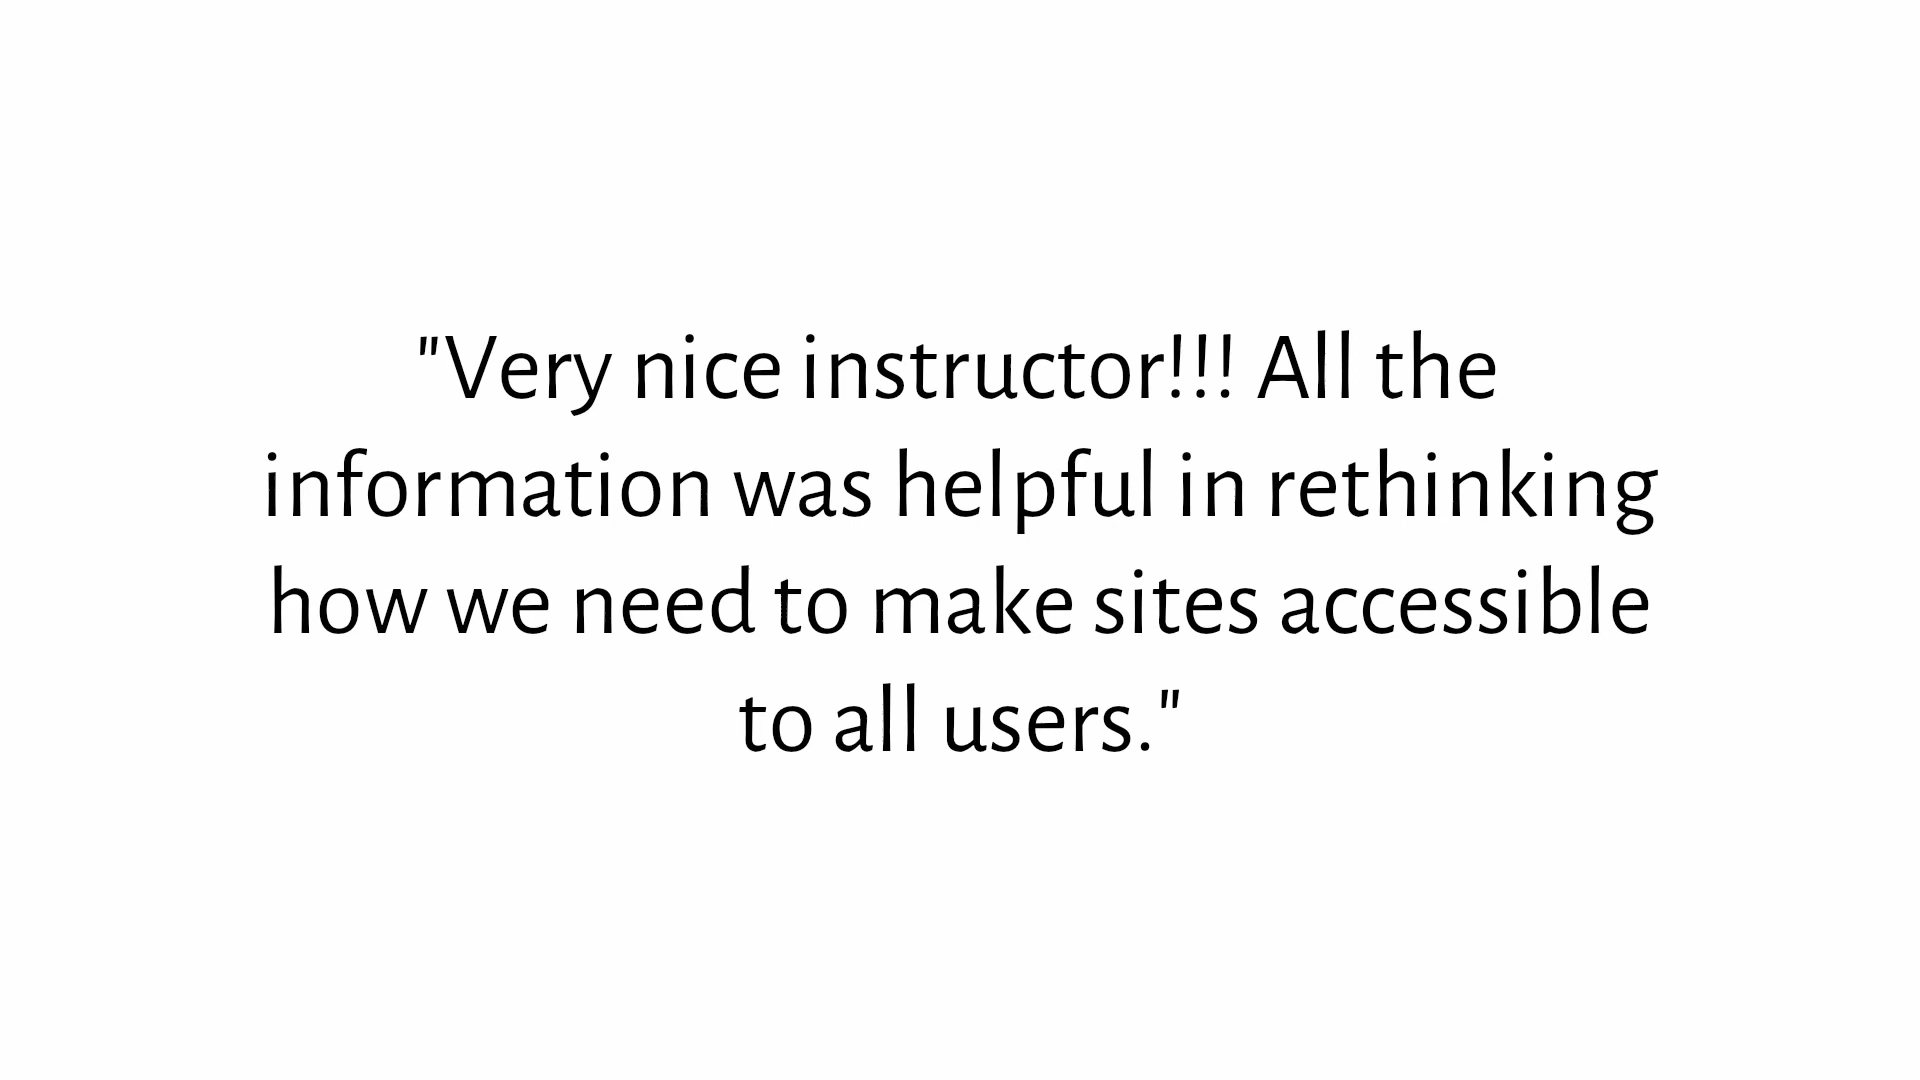 "Very nice instructor!!! All the
information was helpful in rethinking
how we need to make sites accessible
to all users."